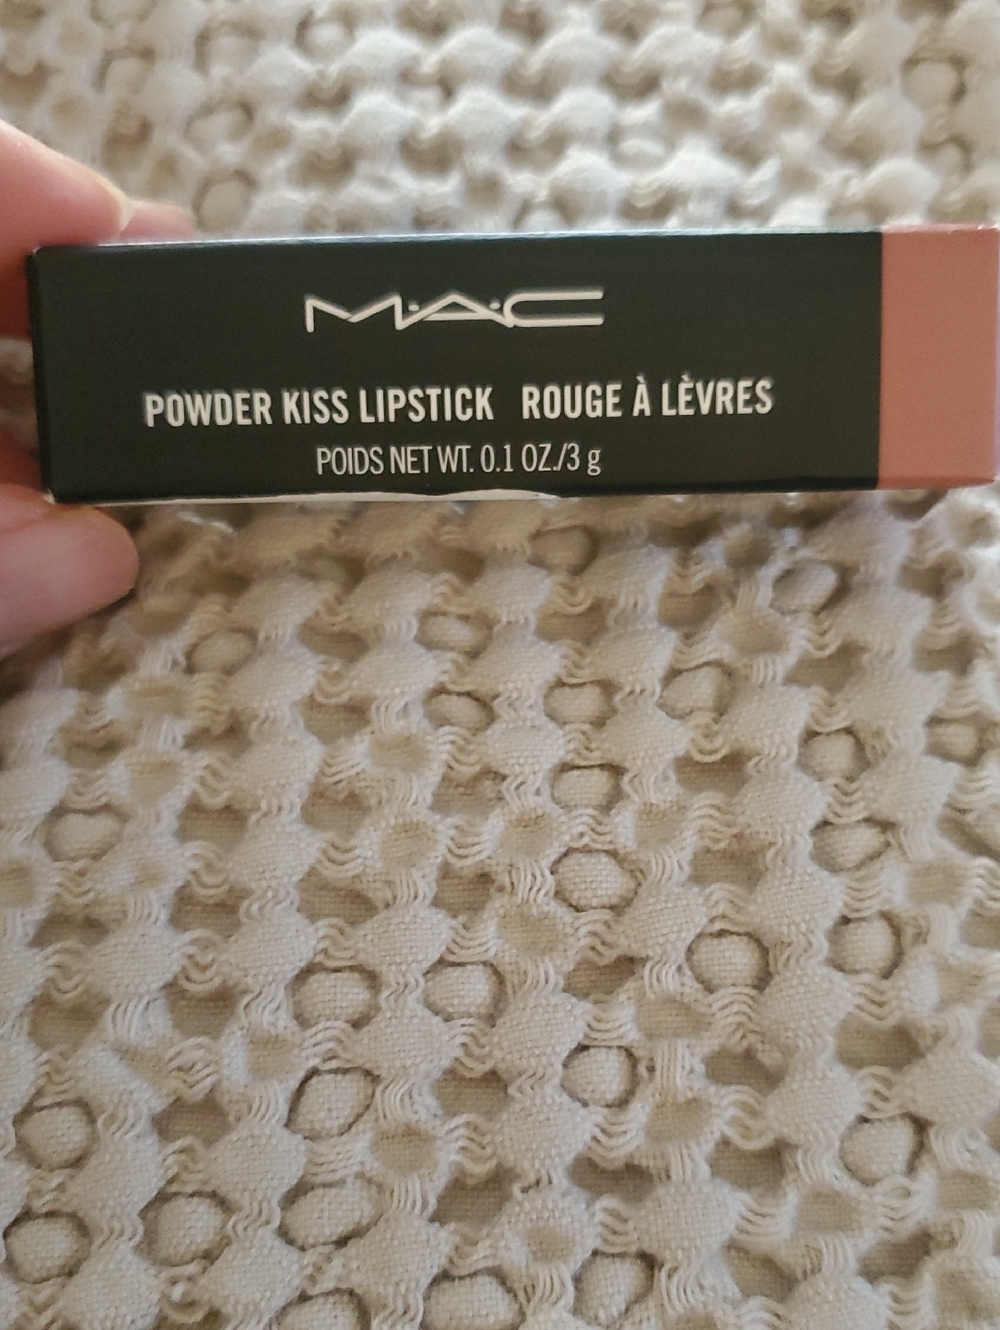 M·A·C
POWDER KISS LIPSTICK ROUGE À LÈVRES
POIDS NET WT. 0.1 OZ./3 g